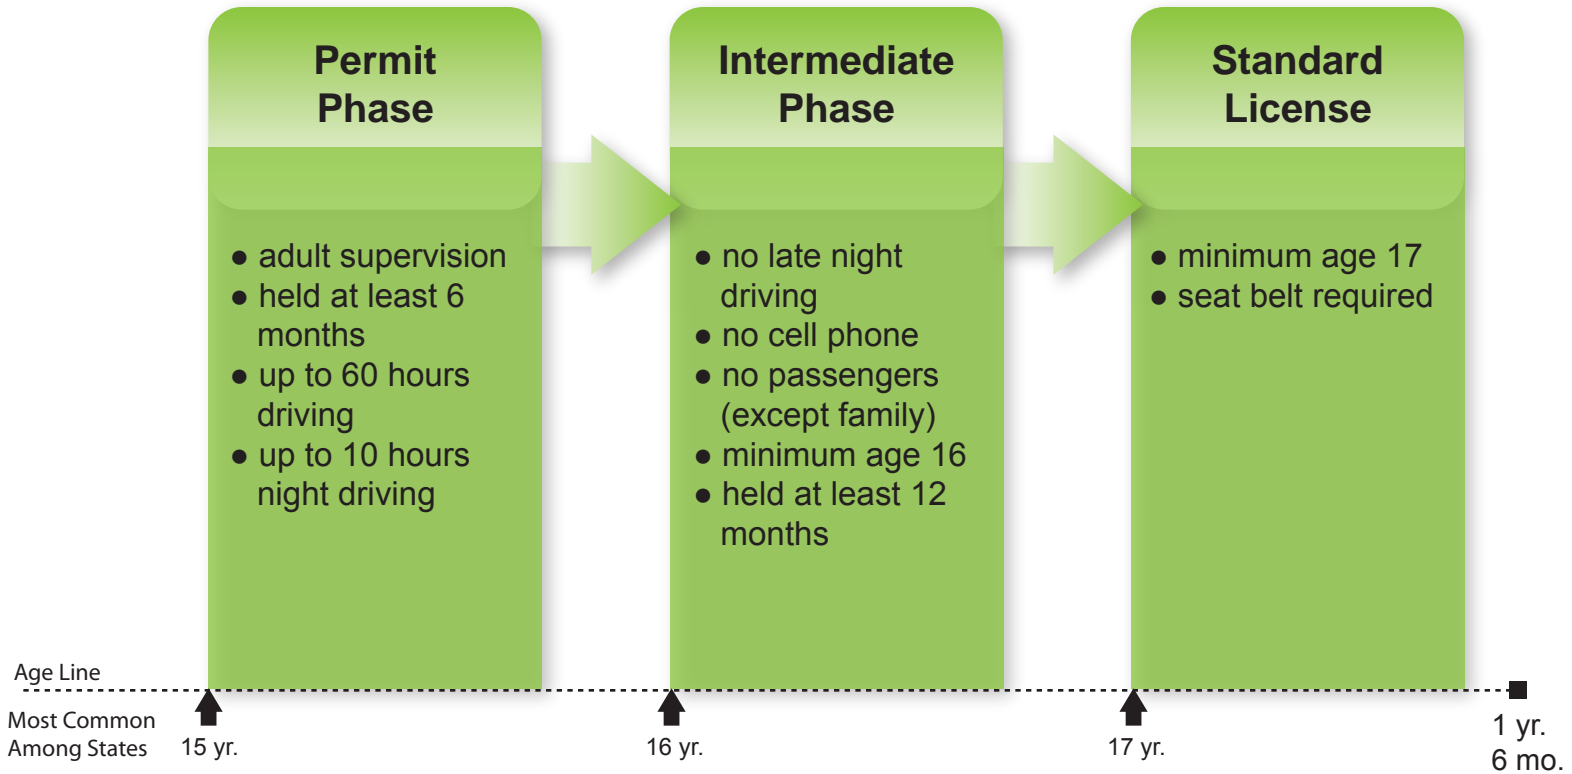 Permit
Phase
● adult supervision
● held at least 6
months
● up to 60 hours
driving
● up to 10 hours
night driving
Intermediate
Phase
● no late night
driving
● no cell phone
● no passengers
(except family)
● minimum age 16
● held at least 12
months
Standard
License
● minimum age 17
● seat belt required
Age Line
Most Common
Among States
15 yr.
16 yr.
17 yr.
1 yr.
6 mo.